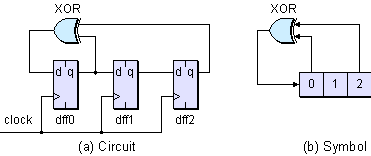 XOR
d q
d q
d q
clock
dff0
dff1
dff2
(a) Circuit
XOR
0 1 2
(b) Symbol